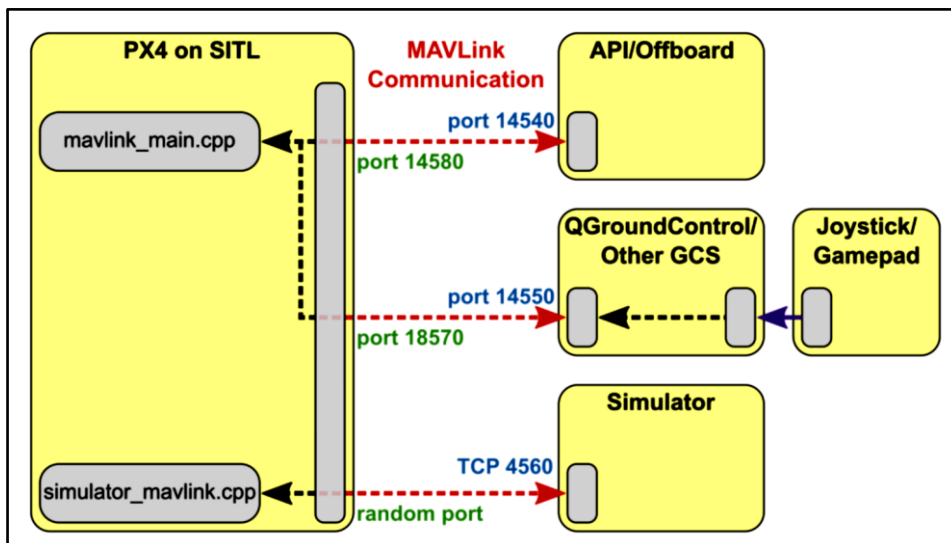 PX4 on SITL
mavlink_main.cpp
simulator_mavlink.cpp
MAVLink
Communication
port 14540
port 14580
port 14550
port 18570
TCP 4560
random port
API/Offboard
QGroundControl/
Other GCS
Joystick/
Gamepad
Simulator